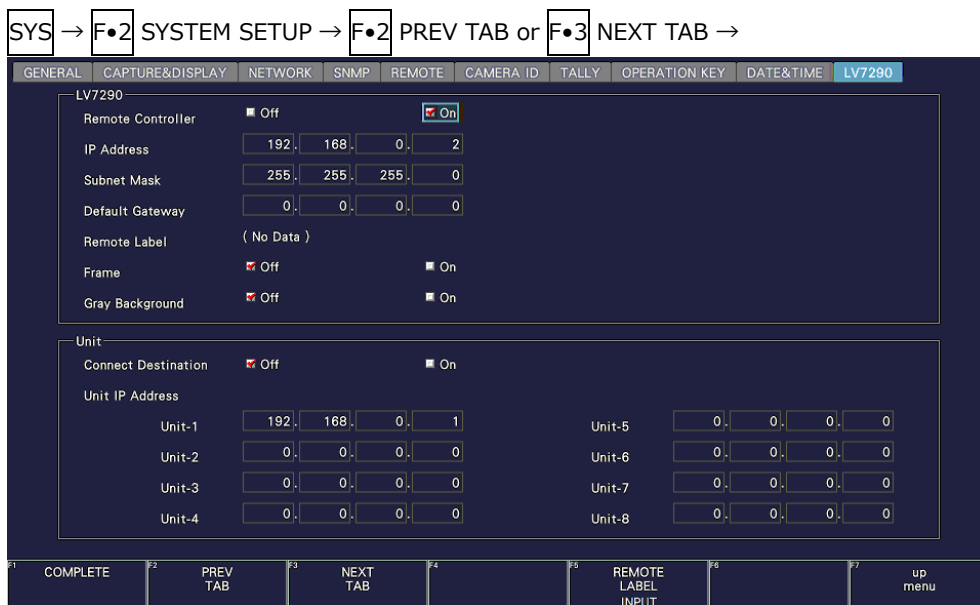 SYS → F•2 SYSTEM SETUP → F•2 PREV TAB or F•3 NEXT TAB →
GENERAL CAPTURE&DISPLAY NETWORK SNMP REMOTE CAMERA ID TALLY OPERATION KEY DATE&TIME LV7290
LV7290
Remote Controller Off On
IP Address 192. 168. 0. 2
Subnet Mask 255. 255. 255. 0
Default Gateway 0. 0. 0. 0
Remote Label ( No Data )
Frame Off On
Gray Background Off On
Unit
Connect Destination Off On
Unit IP Address
Unit-1 192. 168. 0. 1 Unit-5 0. 0. 0. 0
Unit-2 0. 0. 0. 0 Unit-6 0. 0. 0. 0
Unit-3 0. 0. 0. 0 Unit-7 0. 0. 0. 0
Unit-4 0. 0. 0. 0 Unit-8 0. 0. 0. 0
F1 COMPLETE F2 PREV F3 NEXT F4 F5 REMOTE F6 F7 up
TAB TAB LABEL menu
INPUT